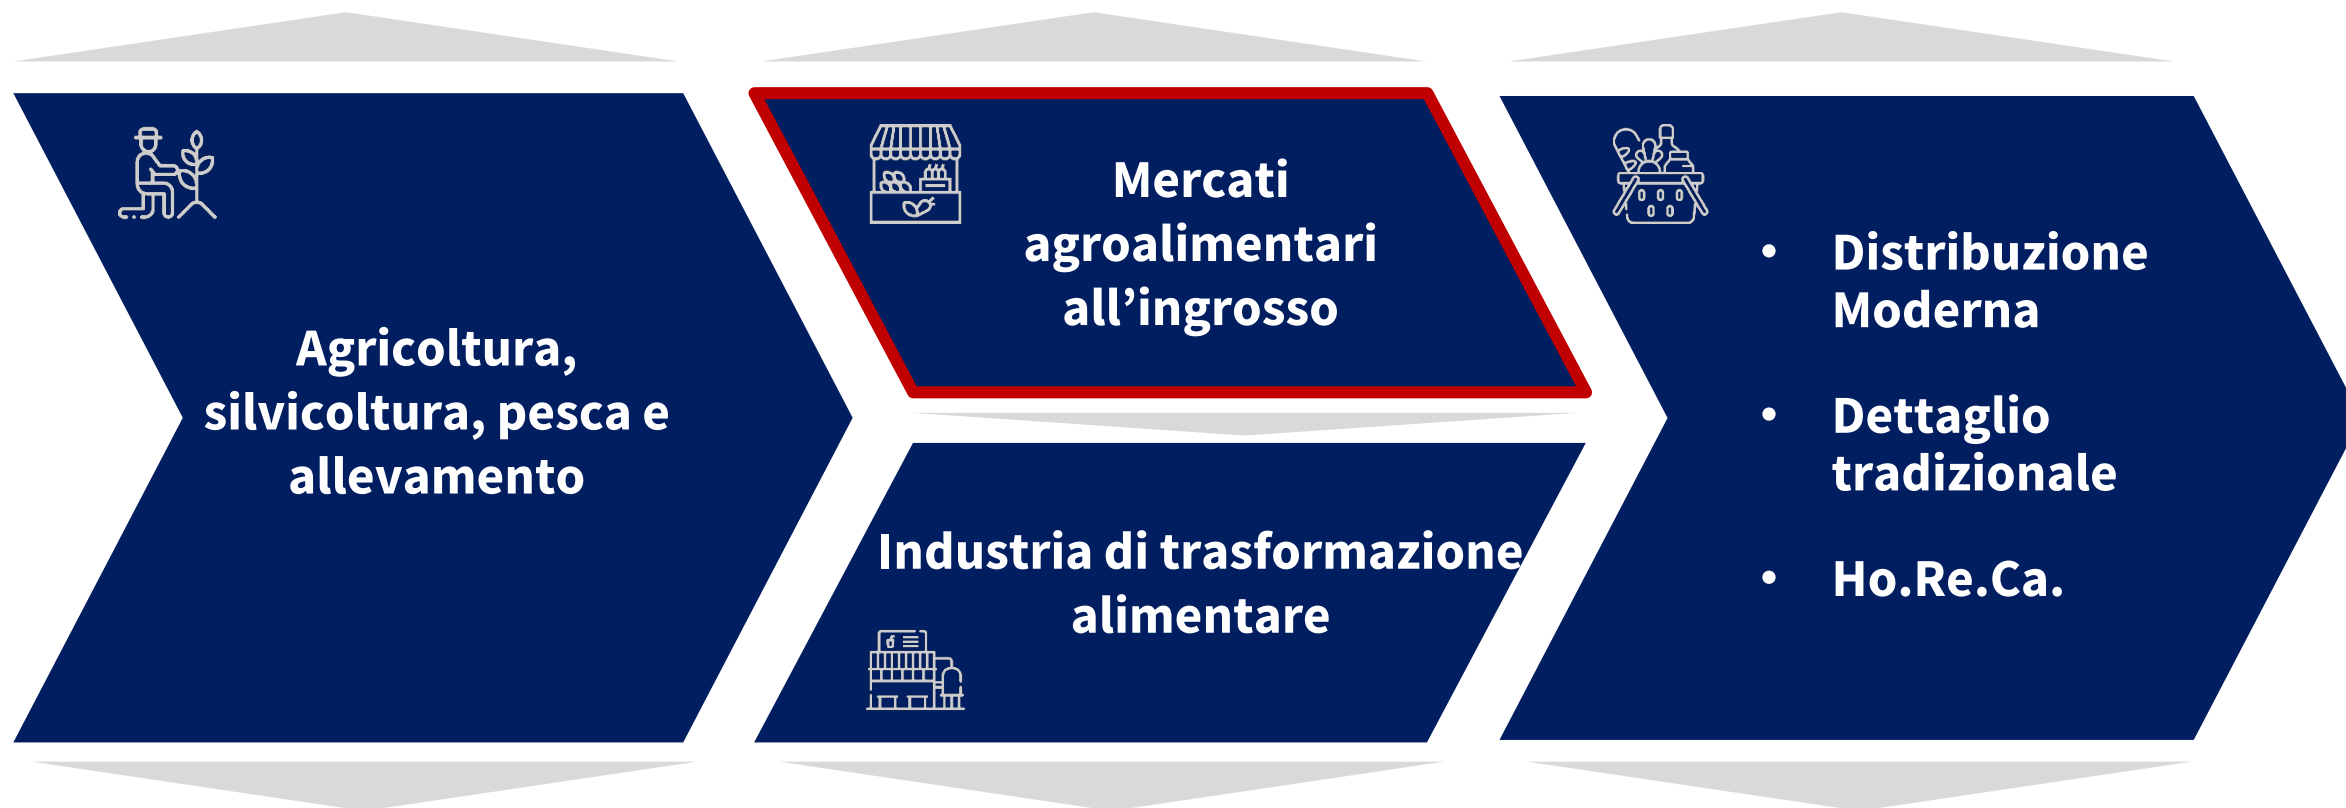 Agricoltura,
silvicoltura, pesca e
allevamento
Mercati
agroalimentari
all’ingrosso
Industria di trasformazione
alimentare
• Distribuzione
Moderna
• Dettaglio
tradizionale
• Ho.Re.Ca.